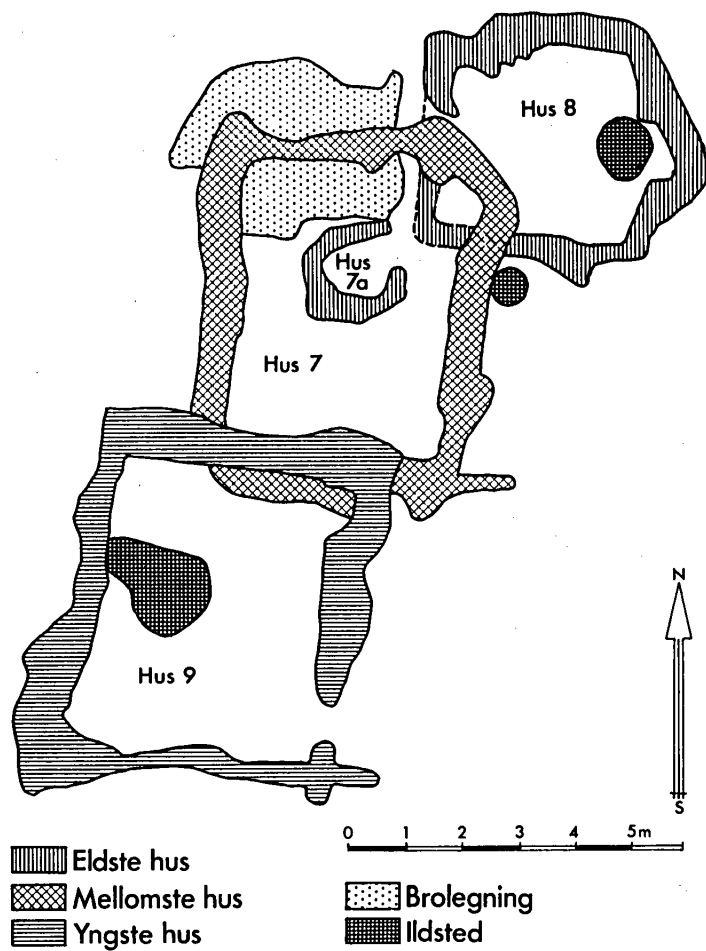 Hus 8
Hus
7a
Hus 7
Hus 9
N
S
0 1 2 3 4 5m
Eldste hus
Mellomste hus
Yngste hus
Brolegning
Ildsted